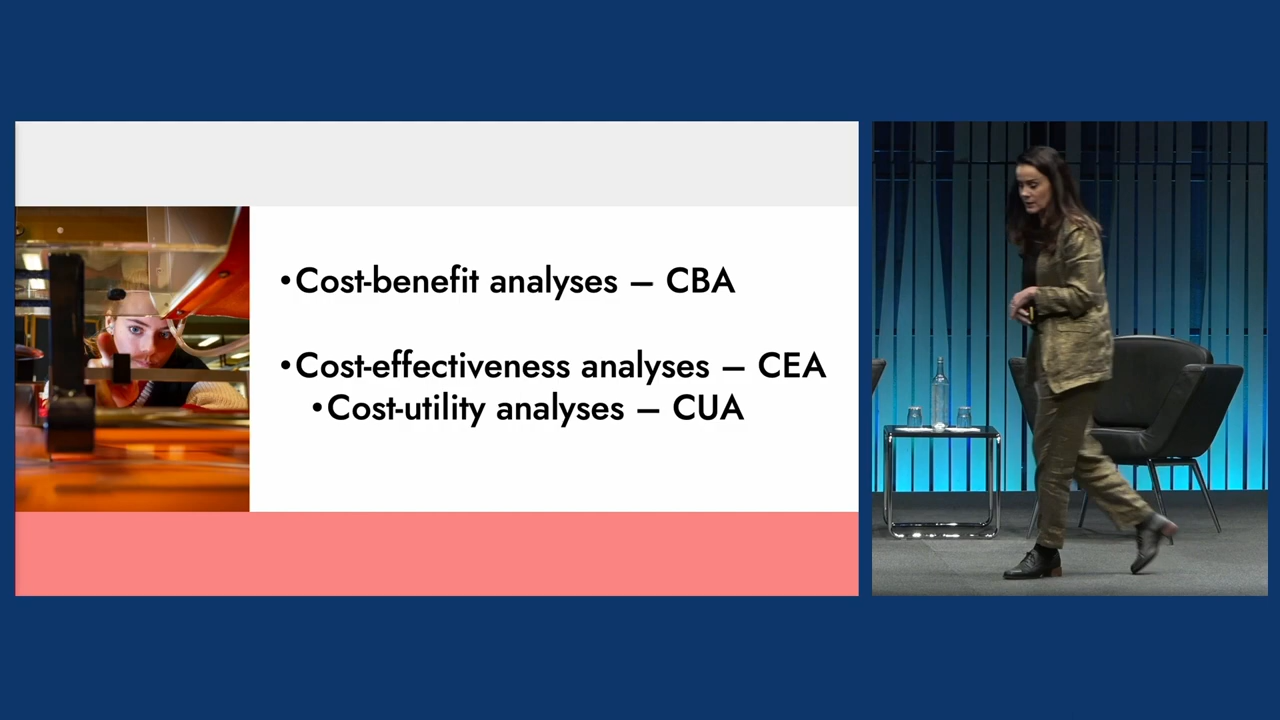 •Cost-benefit analyses – CBA
•Cost-effectiveness analyses – CEA
•Cost-utility analyses – CUA